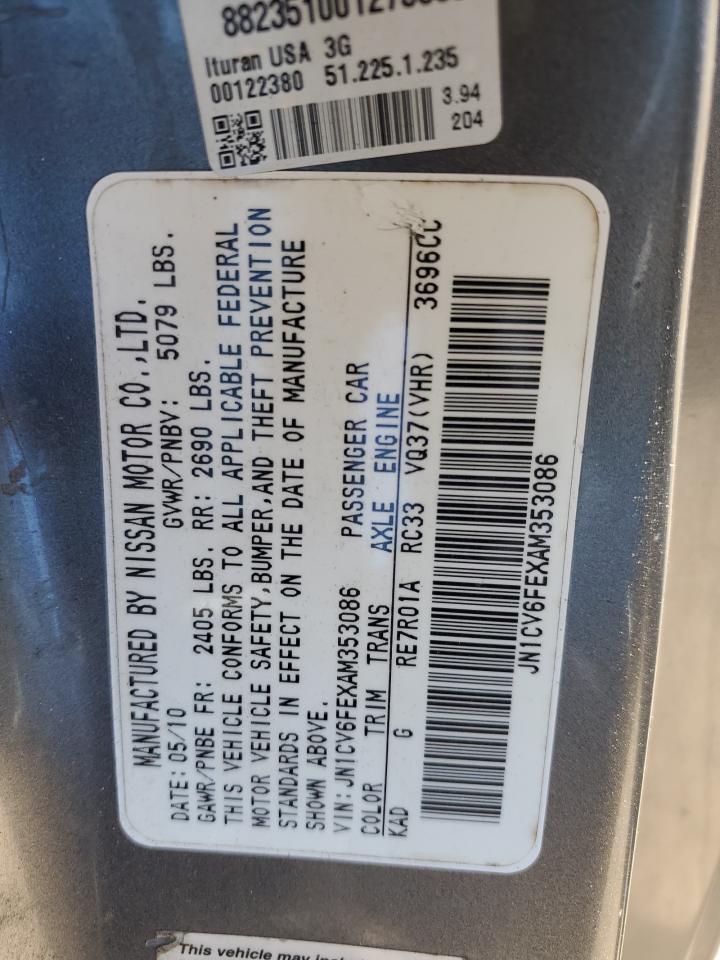 Ituran USA 3G
00122380 51.225.1.235
3.94
204
MANUFACTURED BY NISSAN MOTOR CO.,LTD.
DATE:05/10 GVWR/PNBV: 5079 LBS.
GAWR/PNBE FR: 2405 LBS. RR: 2690 LBS.
THIS VEHICLE CONFORMS TO ALL APPLICABLE FEDERAL
MOTOR VEHICLE SAFETY,BUMPER,AND THEFT PREVENTION
STANDARDS IN EFFECT ON THE DATE OF MANUFACTURE
SHOWN ABOVE.
VIN:JN1CV6FEXAM353086 PASSENGER CAR
COLOR TRIM TRANS AXLE ENGINE
KAD G RE7R01A RC33 VQ37(VHR) 3696CC
JN1CV6FEXAM353086
This vehicle may